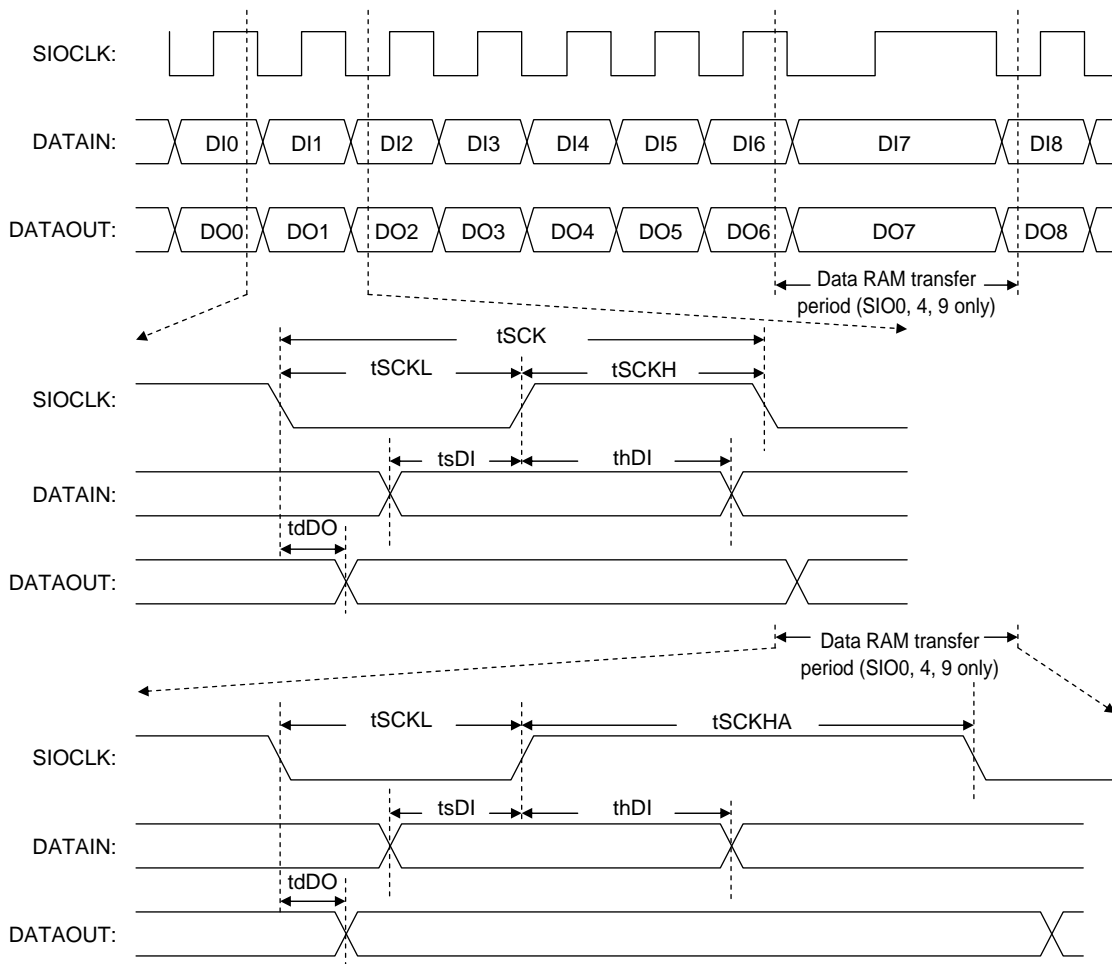 SIOCLK:
DATAIN: DI0 DI1 DI2 DI3 DI4 DI5 DI6 DI7 DI8
DATAOUT: DO0 DO1 DO2 DO3 DO4 DO5 DO6 DO7 DO8
Data RAM transfer
period (SIO0, 4, 9 only)
tSCK
tSCKL tSCKH
SIOCLK:
tsDI thDI
DATAIN:
tdDO
DATAOUT:
Data RAM transfer
period (SIO0, 4, 9 only)
tSCKL tSCKHA
SIOCLK:
tsDI thDI
DATAIN:
tdDO
DATAOUT: